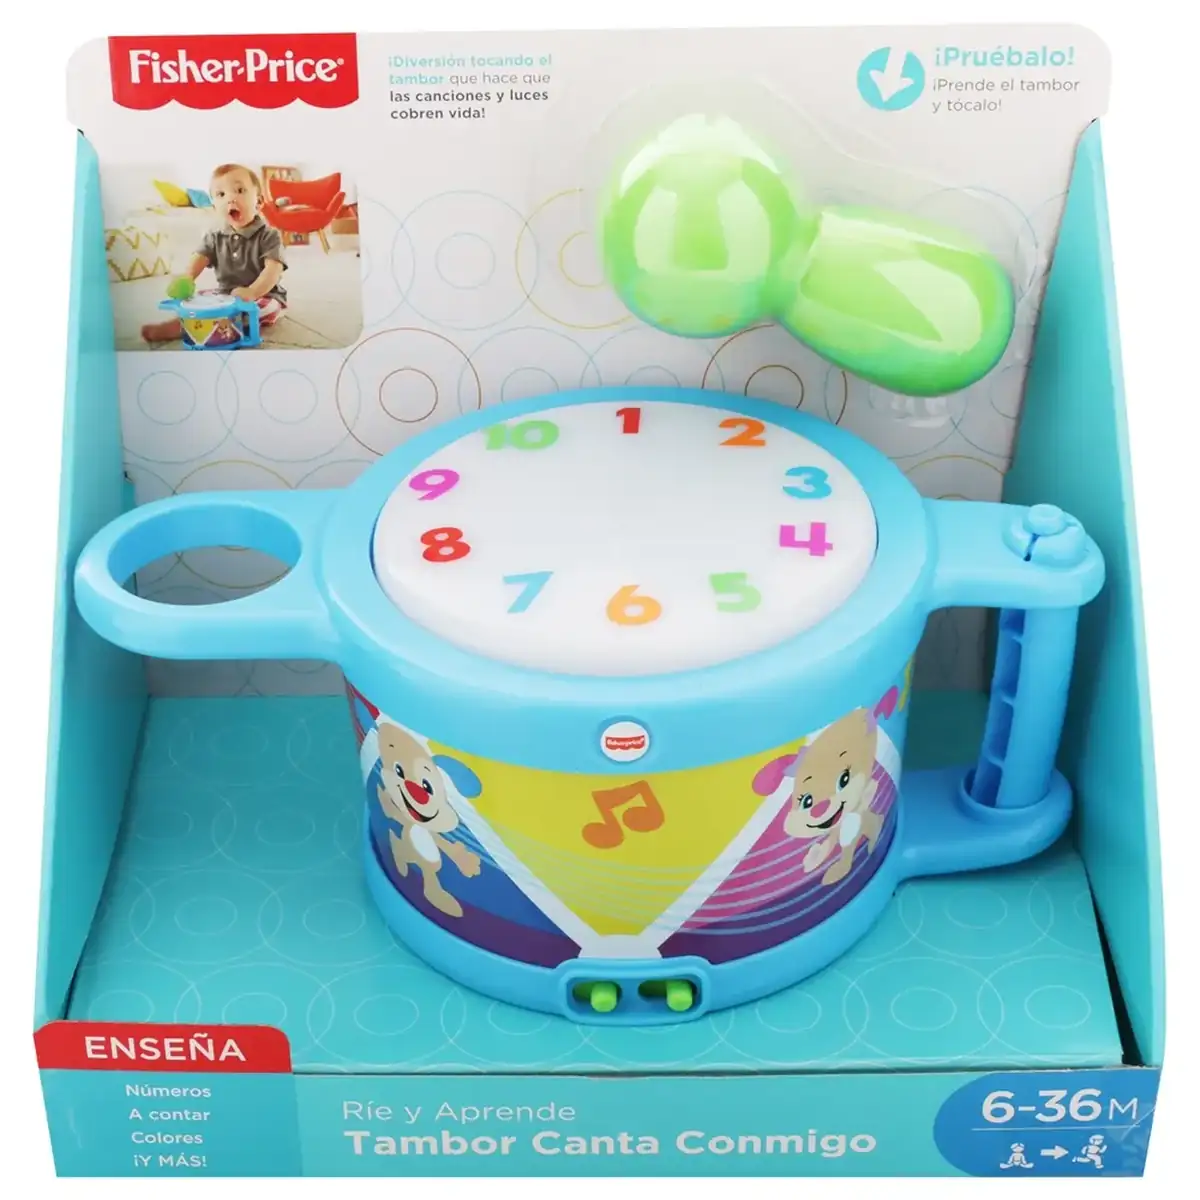 Fisher-Price®
¡Diversión tocando el
tambor que hace que
las canciones y luces
cobren vida!
¡Pruébalo!
¡Prende el tambor
y tócalo!
10 1 2
9 3
8 4
7 6 5
Fisher-Price
ENSEÑA
Números
A contar
Colores
¡Y MÁS!
Ríe y Aprende
Tambor Canta Conmigo
6-36M